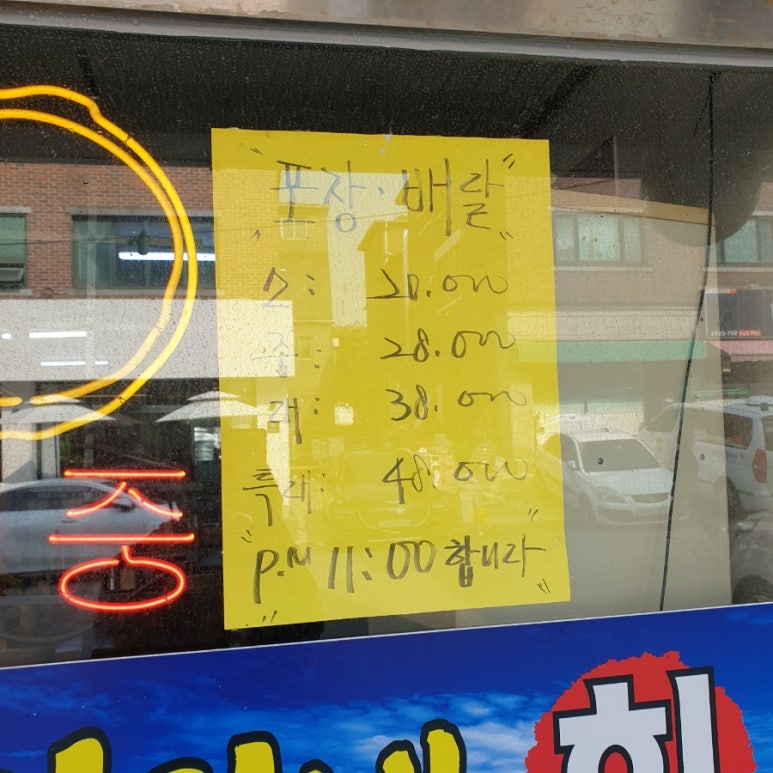 "포장·배달"
소: 20.000
중: 28.000
대: 38.000
특대: 48.000
"P.M 11:00 합니다"
중
회